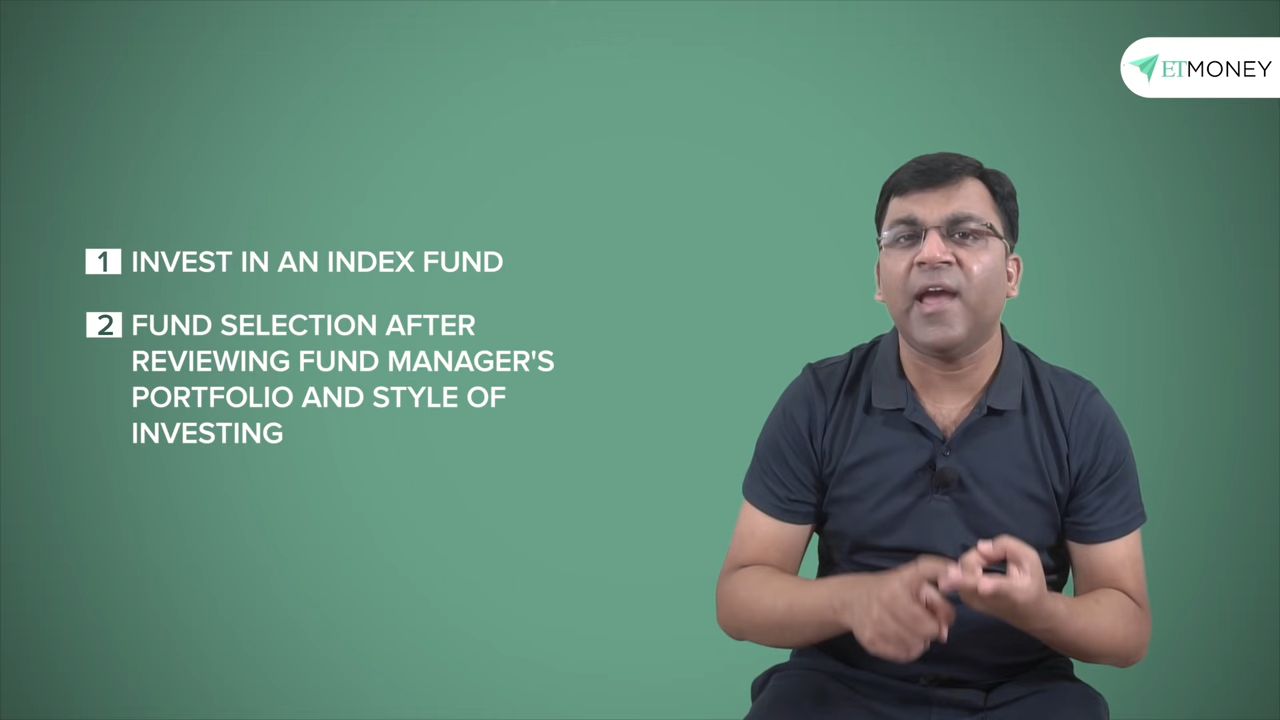 ETMONEY
1 INVEST IN AN INDEX FUND
2 FUND SELECTION AFTER
REVIEWING FUND MANAGER'S
PORTFOLIO AND STYLE OF
INVESTING